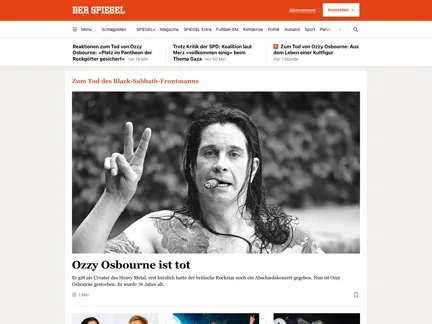 DER SPIEGEL
Abonnement
Anmelden ›
Menü
Schlagzeilen
SPIEGEL+
Magazine
SPIEGEL Extra
Fußball-EM
Klimakrise
Politik
Ausland
Sport
Reaktionen zum Tod von Ozzy
Osbourne: »Platz im Pantheon der
Rockgötter gesichert« Vor 14 Min
Trotz Kritik der SPD: Koalition laut
Merz »vollkommen einig« beim
Thema Gaza Vor 50 Min
Zum Tod von Ozzy Osbourne: Aus
dem Leben einer Kultfigur
Vor 1 Stunde
Zum Tod des Black-Sabbath-Frontmanns
Ozzy Osbourne ist tot
Er gilt als Urvater des Heavy Metal, erst kürzlich hatte der britische Rockstar noch ein Abschiedskonzert gegeben. Nun ist Ozzy
Osbourne gestorben. Er wurde 76 Jahre alt.
1 Min